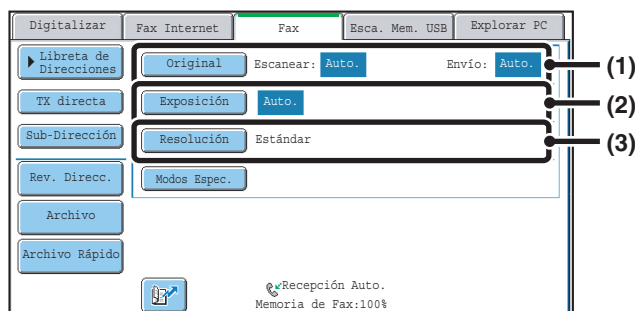 Digitalizar Fax Internet Fax Esca. Mem. USB Explorar PC
Libreta de
Direcciones
Original Escanear: Auto. Envío: Auto. (1)
TX directa Exposición Auto. (2)
Sub-Dirección Resolución Estándar (3)
Rev. Direcc. Modos Espec.
Archivo
Archivo Rápido
Recepción Auto.
Memoria de Fax:100%